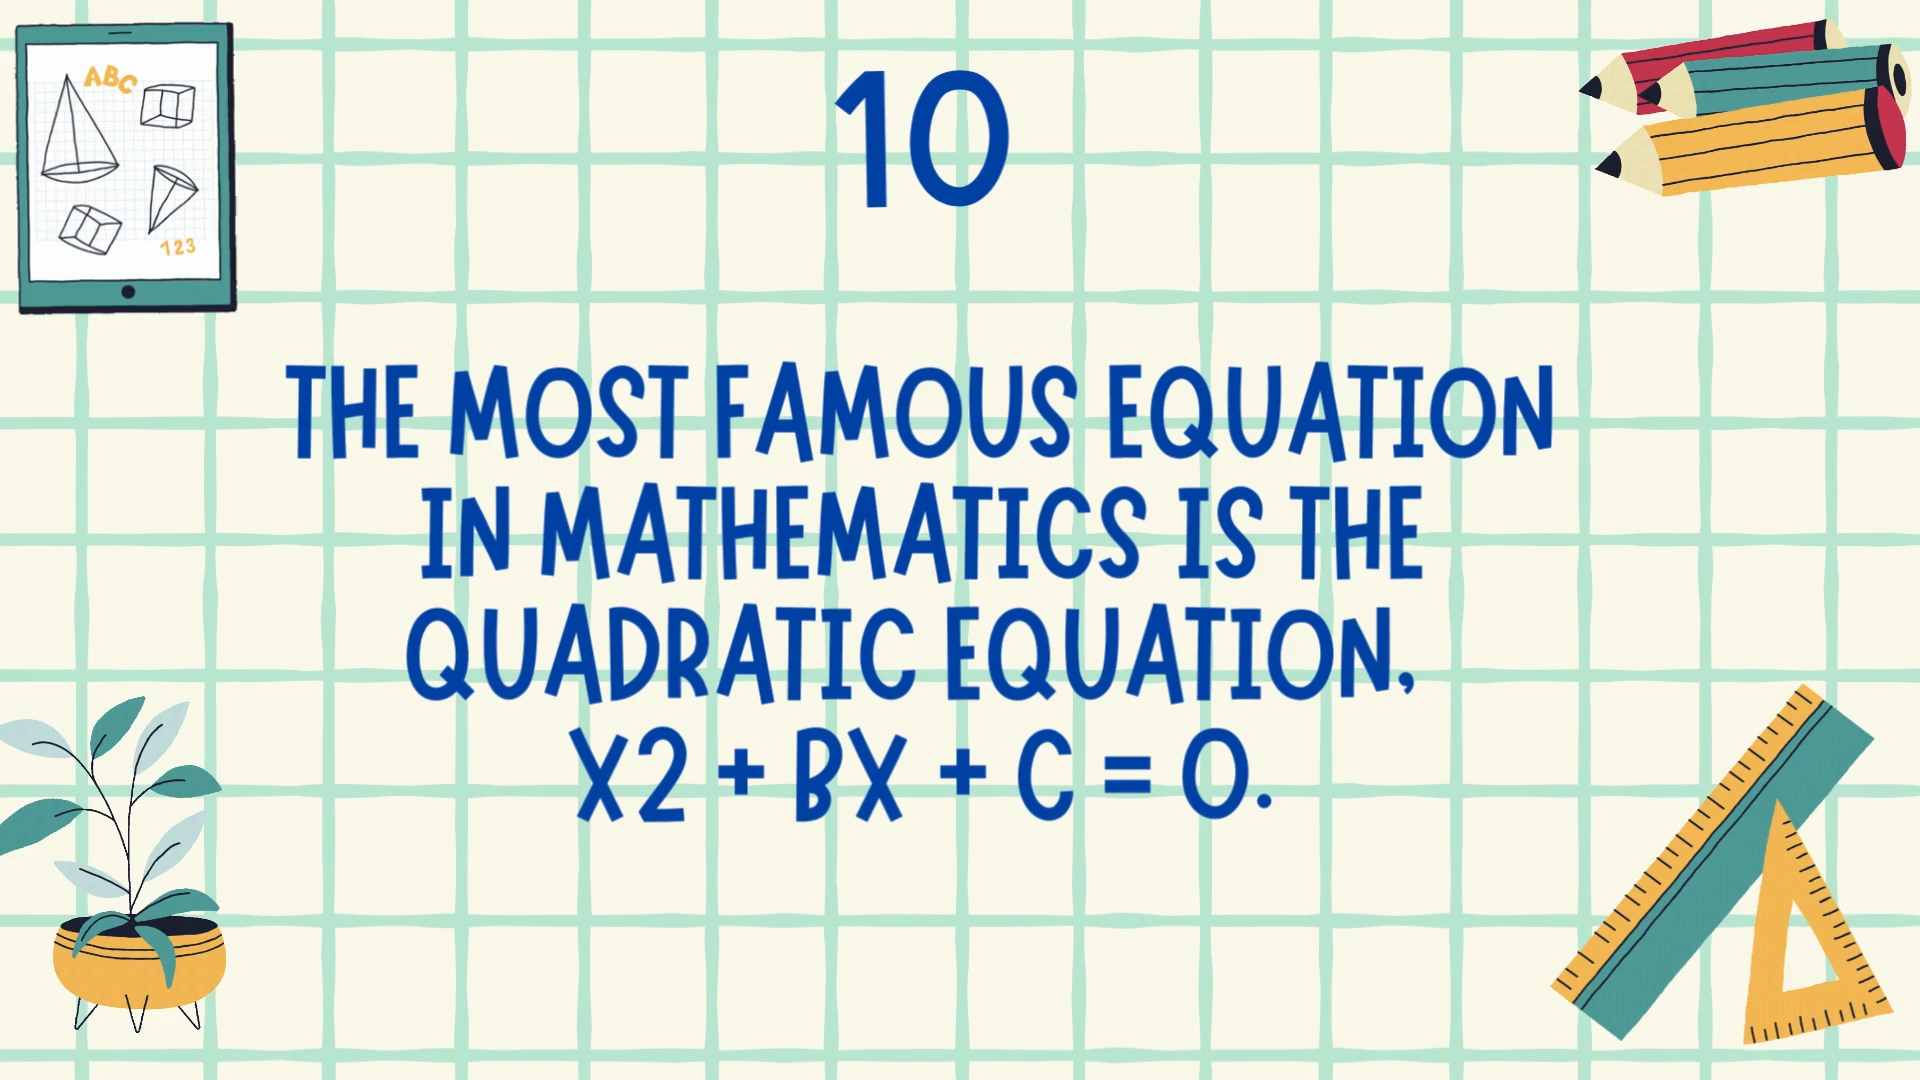 ABC
123
10
THE MOST FAMOUS EQUATION
IN MATHEMATICS IS THE
QUADRATIC EQUATION,
X2 + BX + C = 0.